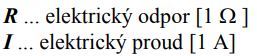 R ... elektrický odpor [1 Ω ]
I ... elektrický proud [1 A]